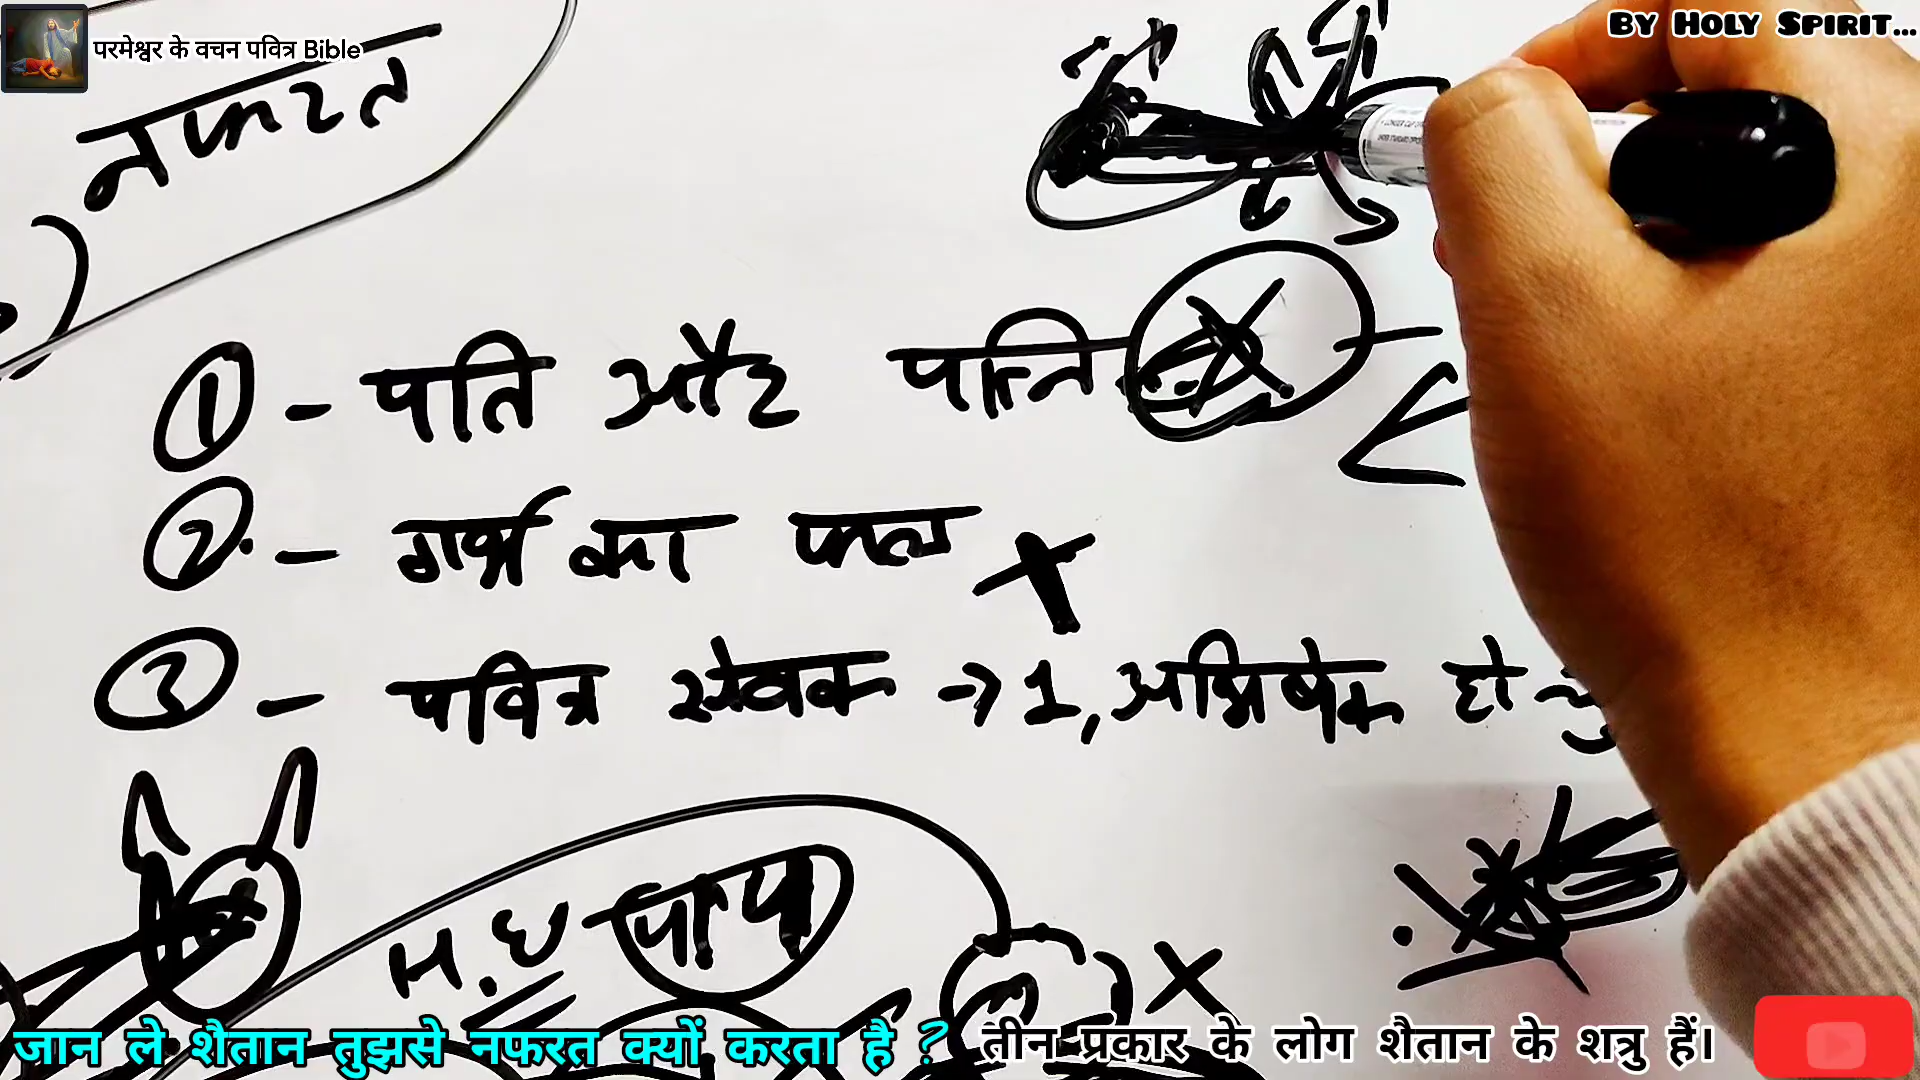 परमेश्वर के वचन पवित्र Bible
By Holy Spirit...
नफरत
① - पति और पत्नि
② - गर्भ का फल
③ - पवित्र सेवक → 1, अभिषेक हो
म.ध पाप
जान ले शैतान तुझसे नफरत क्यों करता है ? तीन प्रकार के लोग शैतान के शत्रु हैं।